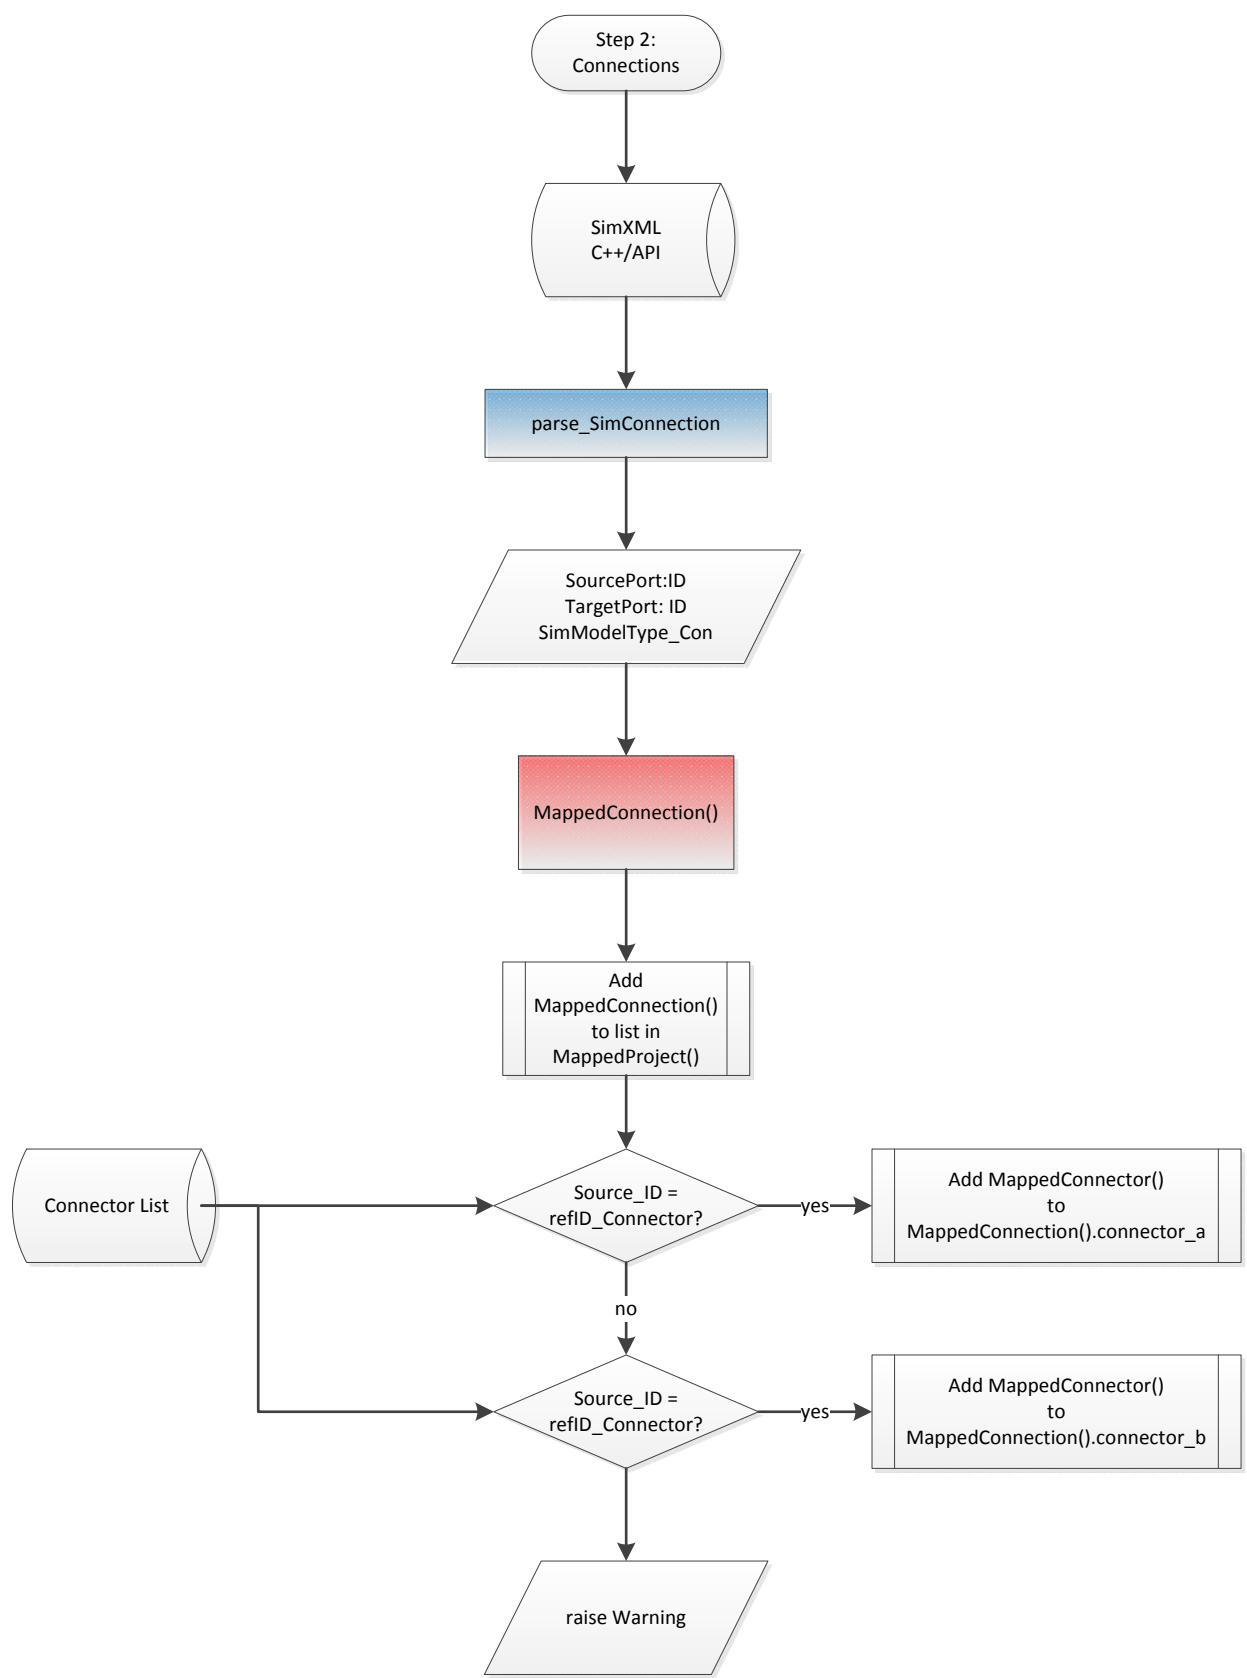 Step 2:
Connections
SimXML
C++/API
parse_SimConnection
SourcePort:ID
TargetPort: ID
SimModelType_Con
MappedConnection()
Add
MappedConnection()
to list in
MappedProject()
Connector List
Source_ID =
refID_Connector?
yes
Add MappedConnector()
to
MappedConnection().connector_a
no
Source_ID =
refID_Connector?
yes
Add MappedConnector()
to
MappedConnection().connector_b
raise Warning